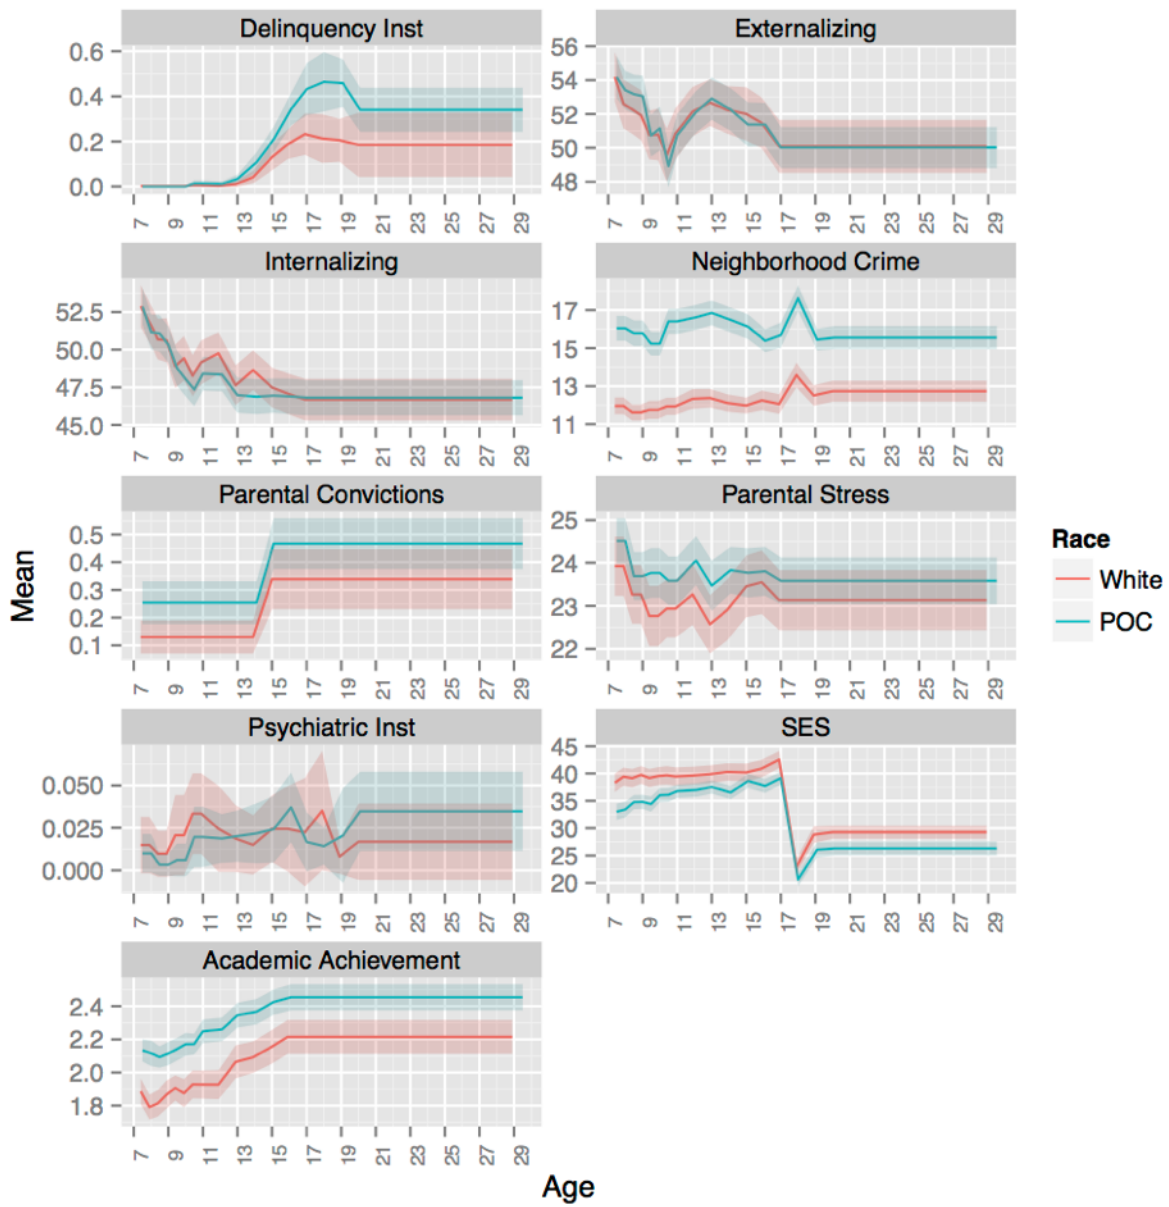 Delinquency Inst
0.6
0.4
0.2
0.0
7 9 11 13 15 17 19 21 23 25 27 29
Externalizing
56
54
52
50
48
7 9 11 13 15 17 19 21 23 25 27 29
Internalizing
52.5
50.0
47.5
45.0
7 9 11 13 15 17 19 21 23 25 27 29
Neighborhood Crime
17
15
13
11
7 9 11 13 15 17 19 21 23 25 27 29
Parental Convictions
0.5
0.4
0.3
0.2
0.1
7 9 11 13 15 17 19 21 23 25 27 29
Parental Stress
25
24
23
22
7 9 11 13 15 17 19 21 23 25 27 29
Psychiatric Inst
0.050
0.025
0.000
7 9 11 13 15 17 19 21 23 25 27 29
SES
45
40
35
30
25
20
7 9 11 13 15 17 19 21 23 25 27 29
Academic Achievement
2.4
2.2
2.0
1.8
7 9 11 13 15 17 19 21 23 25 27 29
Mean
Age
Race
White
POC